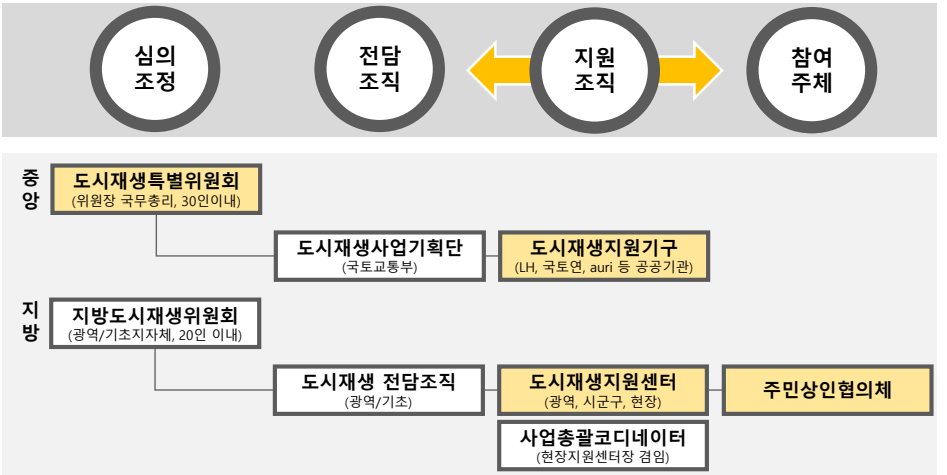 심의
조정
전담
조직
지원
조직
참여
주체
중
앙
도시재생특별위원회
(위원장 국무총리, 30인이내)
도시재생사업기획단
(국토교통부)
도시재생지원기구
(LH, 국토연, auri 등 공공기관)
지
방
지방도시재생위원회
(광역/기초지자체, 20인 이내)
도시재생 전담조직
(광역/기초)
도시재생지원센터
(광역, 시군구, 현장)
주민상인협의체
사업총괄코디네이터
(현장지원센터장 겸임)